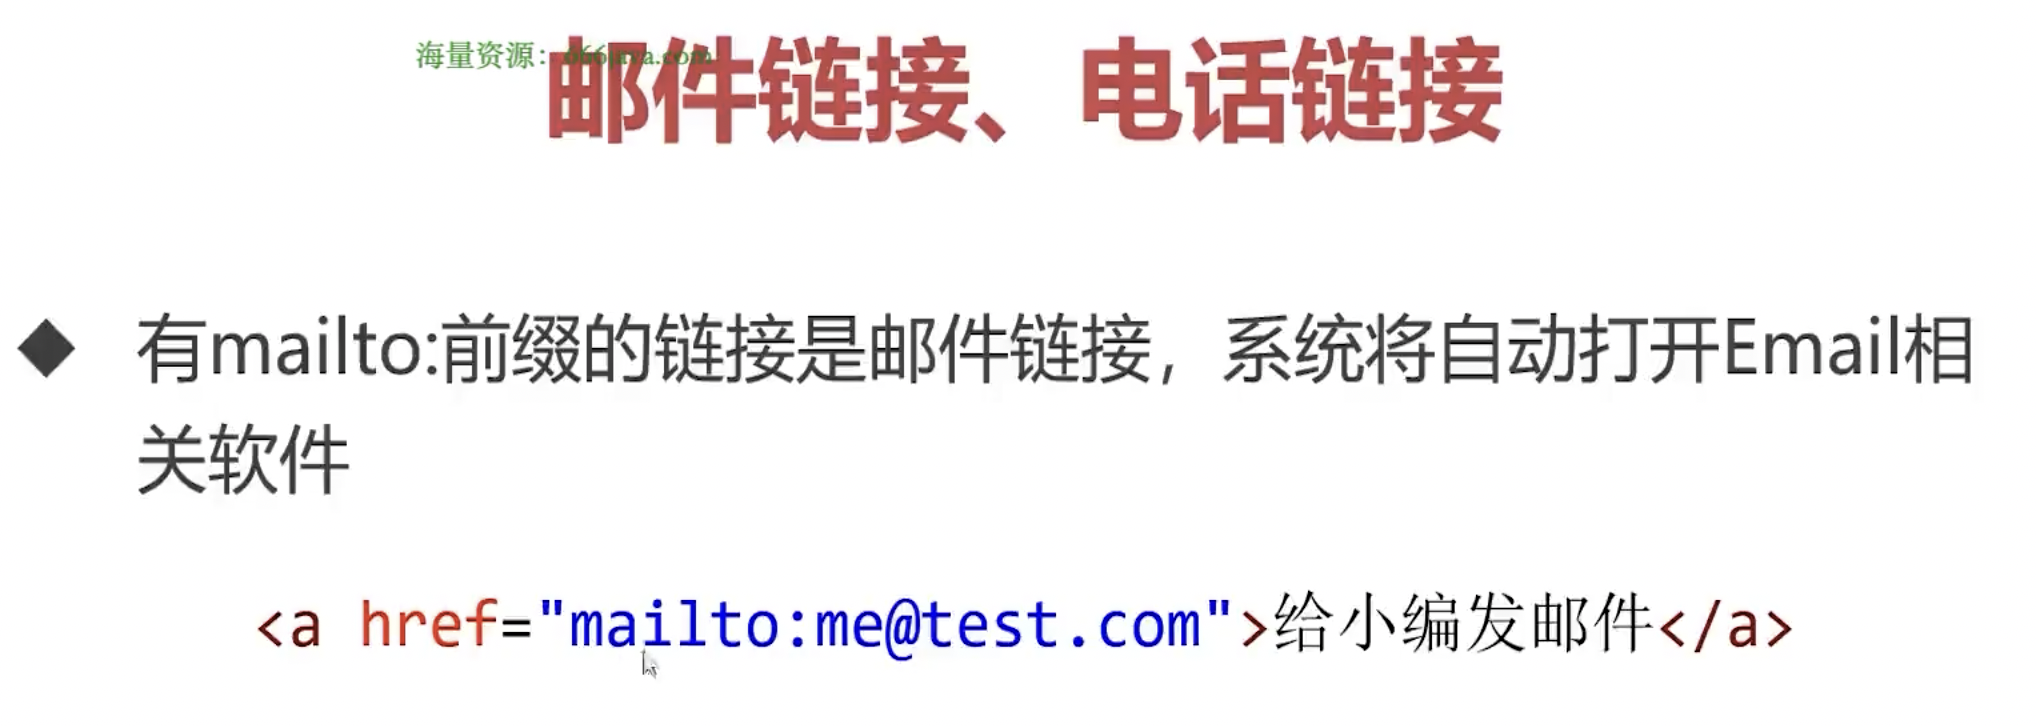 海量资源：666java.com
邮件链接、电话链接
◆ 有mailto:前缀的链接是邮件链接，系统将自动打开Email相
关软件
<a href="mailto:me@test.com">给小编发邮件</a>